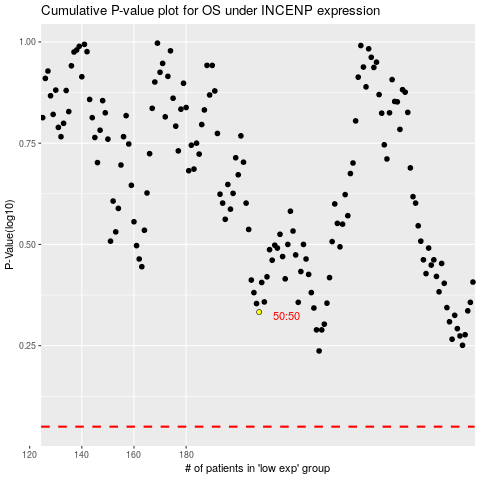 Cumulative P-value plot for OS under INCENP expression
P-Value(log10)
1.00
0.75
0.50
0.25
50:50
120 140 160 180
# of patients in 'low exp' group